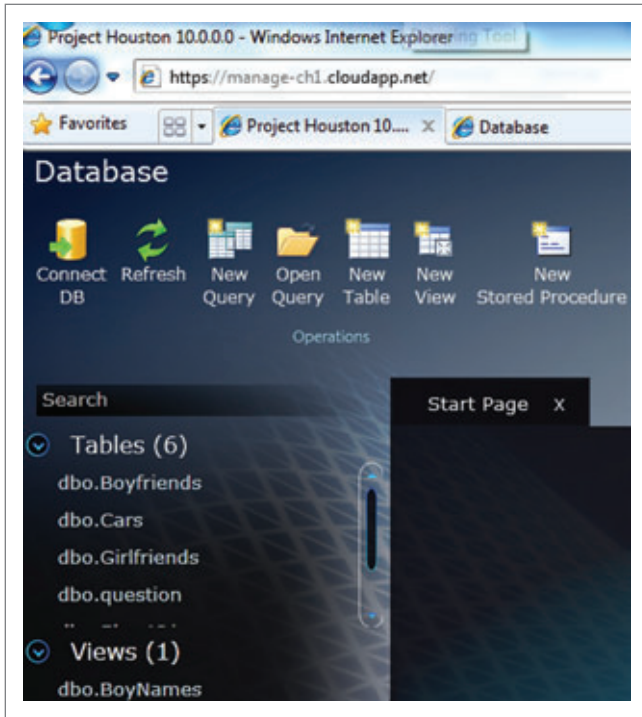 Project Houston 10.0.0.0 - Windows Internet Explorer
https://manage-ch1.cloudapp.net/
Favorites
Project Houston 10.... X
Database
Database
Connect DB
Refresh
New Query
Open Query
New Table
New View
New Stored Procedure
Operations
Search
Start Page X
Tables (6)
dbo.Boyfriends
dbo.Cars
dbo.Girlfriends
dbo.question
Views (1)
dbo.BoyNames